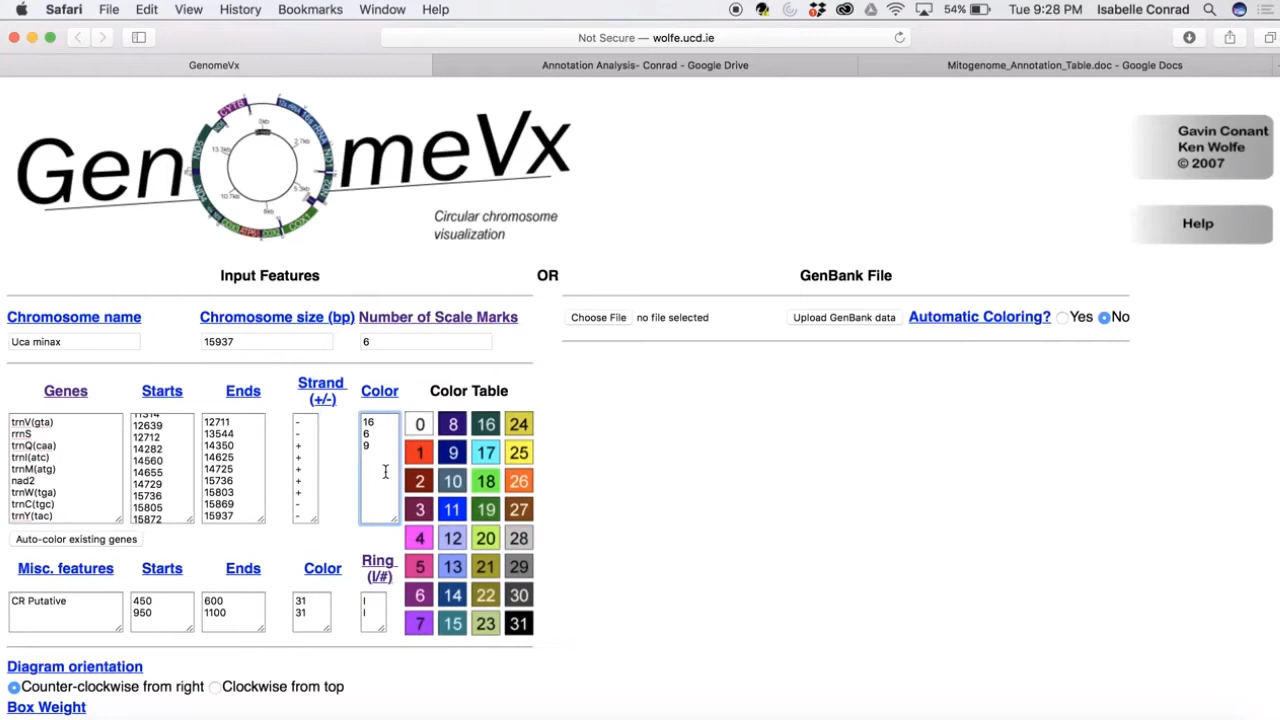 Safari File Edit View History Bookmarks Window Help 54% Tue 9:28 PM Isabelle Conrad
Not Secure — wolfe.ucd.ie
GenomeVx Annotation Analysis- Conrad - Google Drive Mitogenome_Annotation_Table.doc - Google Docs
GenomeVx
Circular chromosome
visualization
Gavin Conant
Ken Wolfe
© 2007
Help
Input Features OR GenBank File
Chromosome name Chromosome size (bp) Number of Scale Marks
Uca minax 15937 6
Choose File no file selected Upload GenBank data Automatic Coloring? Yes No
Genes Starts Ends Strand (+/-) Color Color Table
trnV(gta)
rrnS
trnQ(caa)
trnI(atc)
trnM(atg)
nad2
trnW(tga)
trnC(tgc)
trnY(tac)
11314
12639
12712
14282
14560
14655
14729
15736
15805
15872
12711
13544
14350
14625
14725
15736
15803
15869
15937
-
-
+
+
+
+
+
-
-
16
6
9
0 8 16 24
1 9 17 25
2 10 18 26
3 11 19 27
4 12 20 28
5 13 21 29
6 14 22 30
7 15 23 31
Auto-color existing genes
Misc. features Starts Ends Color Ring (I/#)
CR Putative 450 600 31 I
950 1100 31 I
Diagram orientation
Counter-clockwise from right Clockwise from top
Box Weight